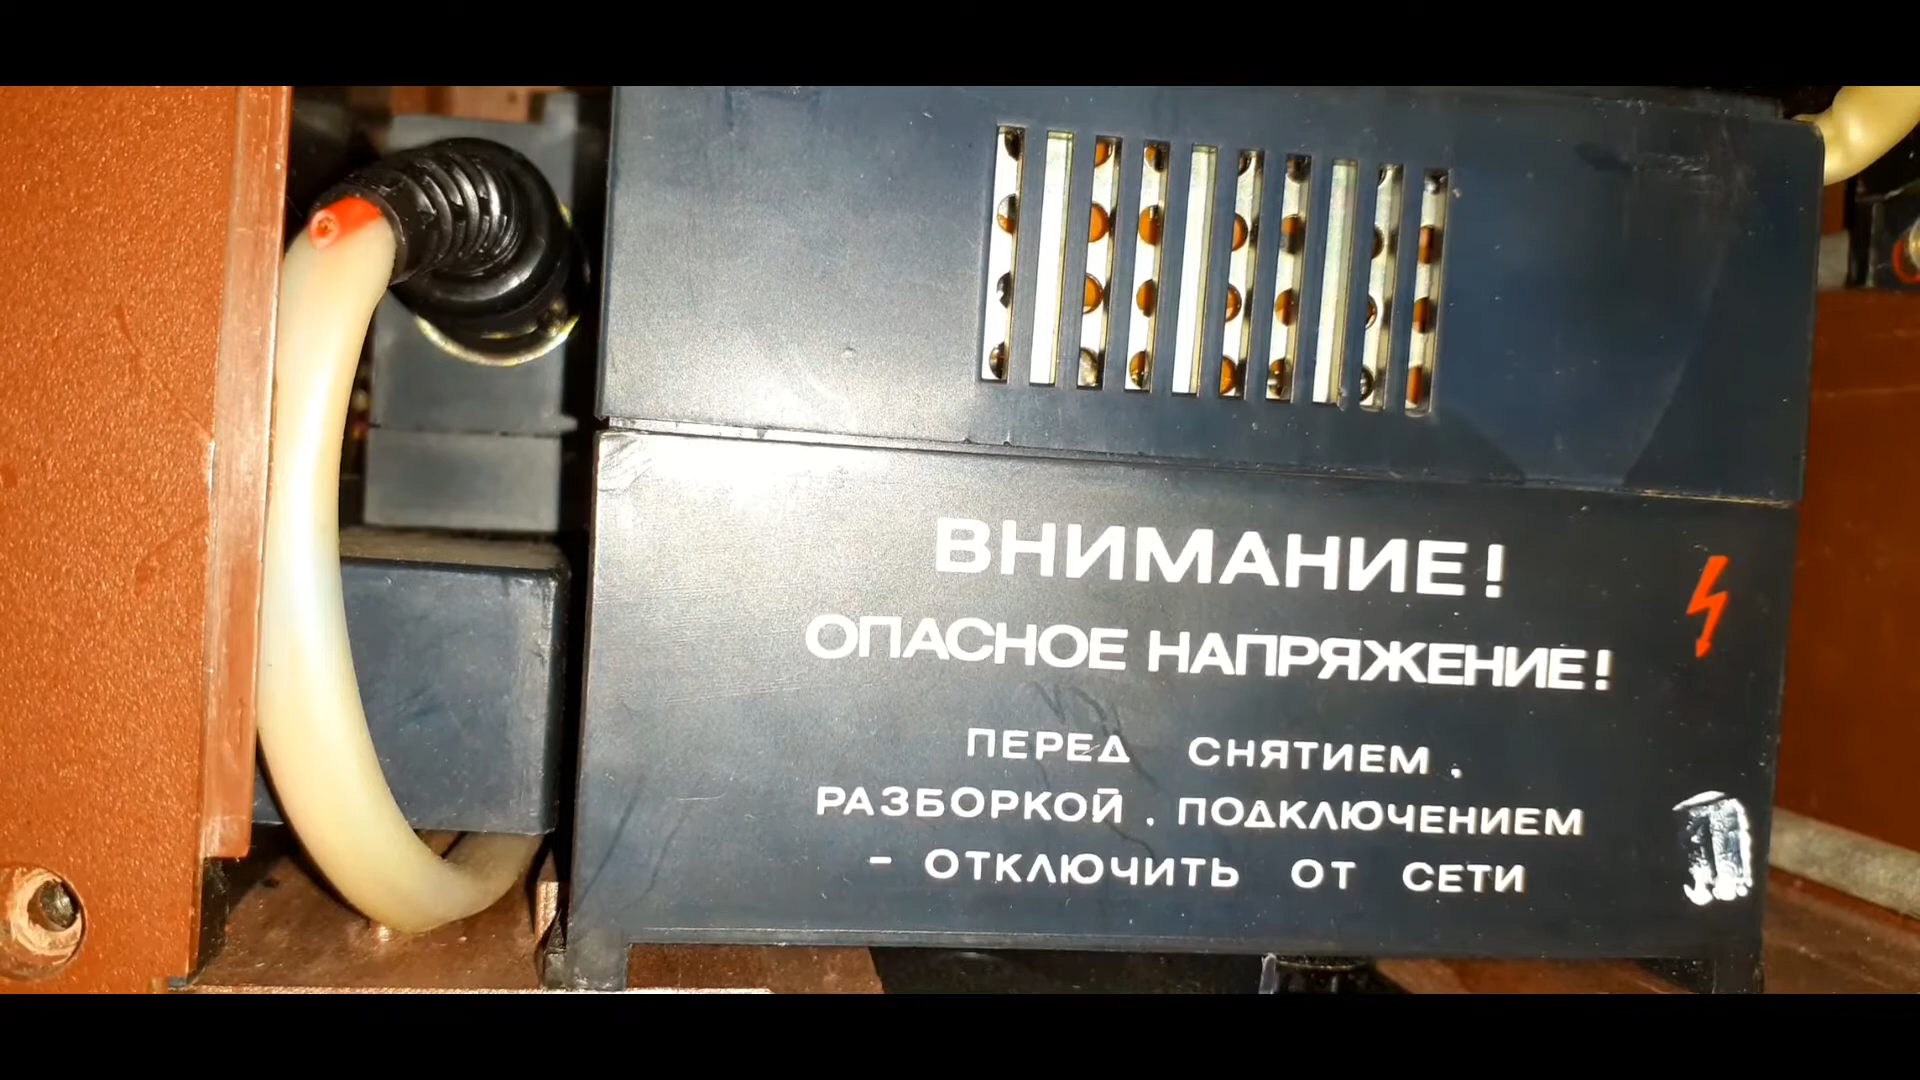 ВНИМАНИЕ!
ОПАСНОЕ НАПРЯЖЕНИЕ!
ПЕРЕД СНЯТИЕМ,
РАЗБОРКОЙ, ПОДКЛЮЧЕНИЕМ
- ОТКЛЮЧИТЬ ОТ СЕТИ